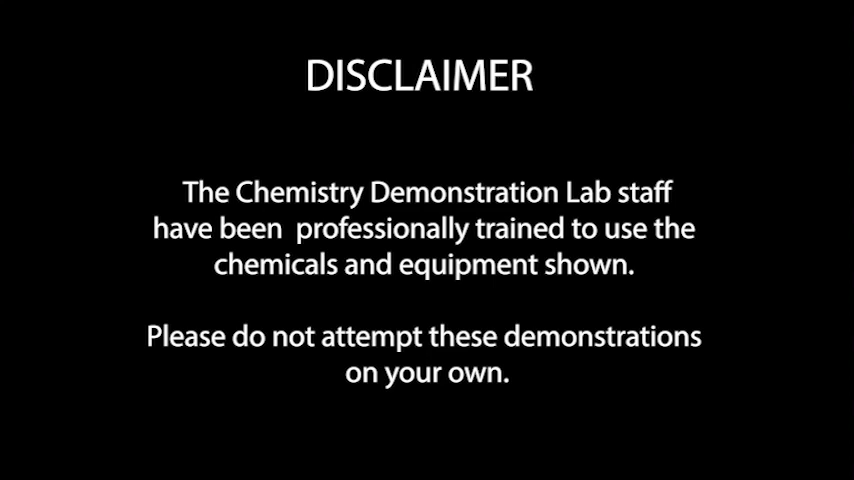 DISCLAIMER
The Chemistry Demonstration Lab staff
have been  professionally trained to use the
chemicals and equipment shown.
Please do not attempt these demonstrations
on your own.